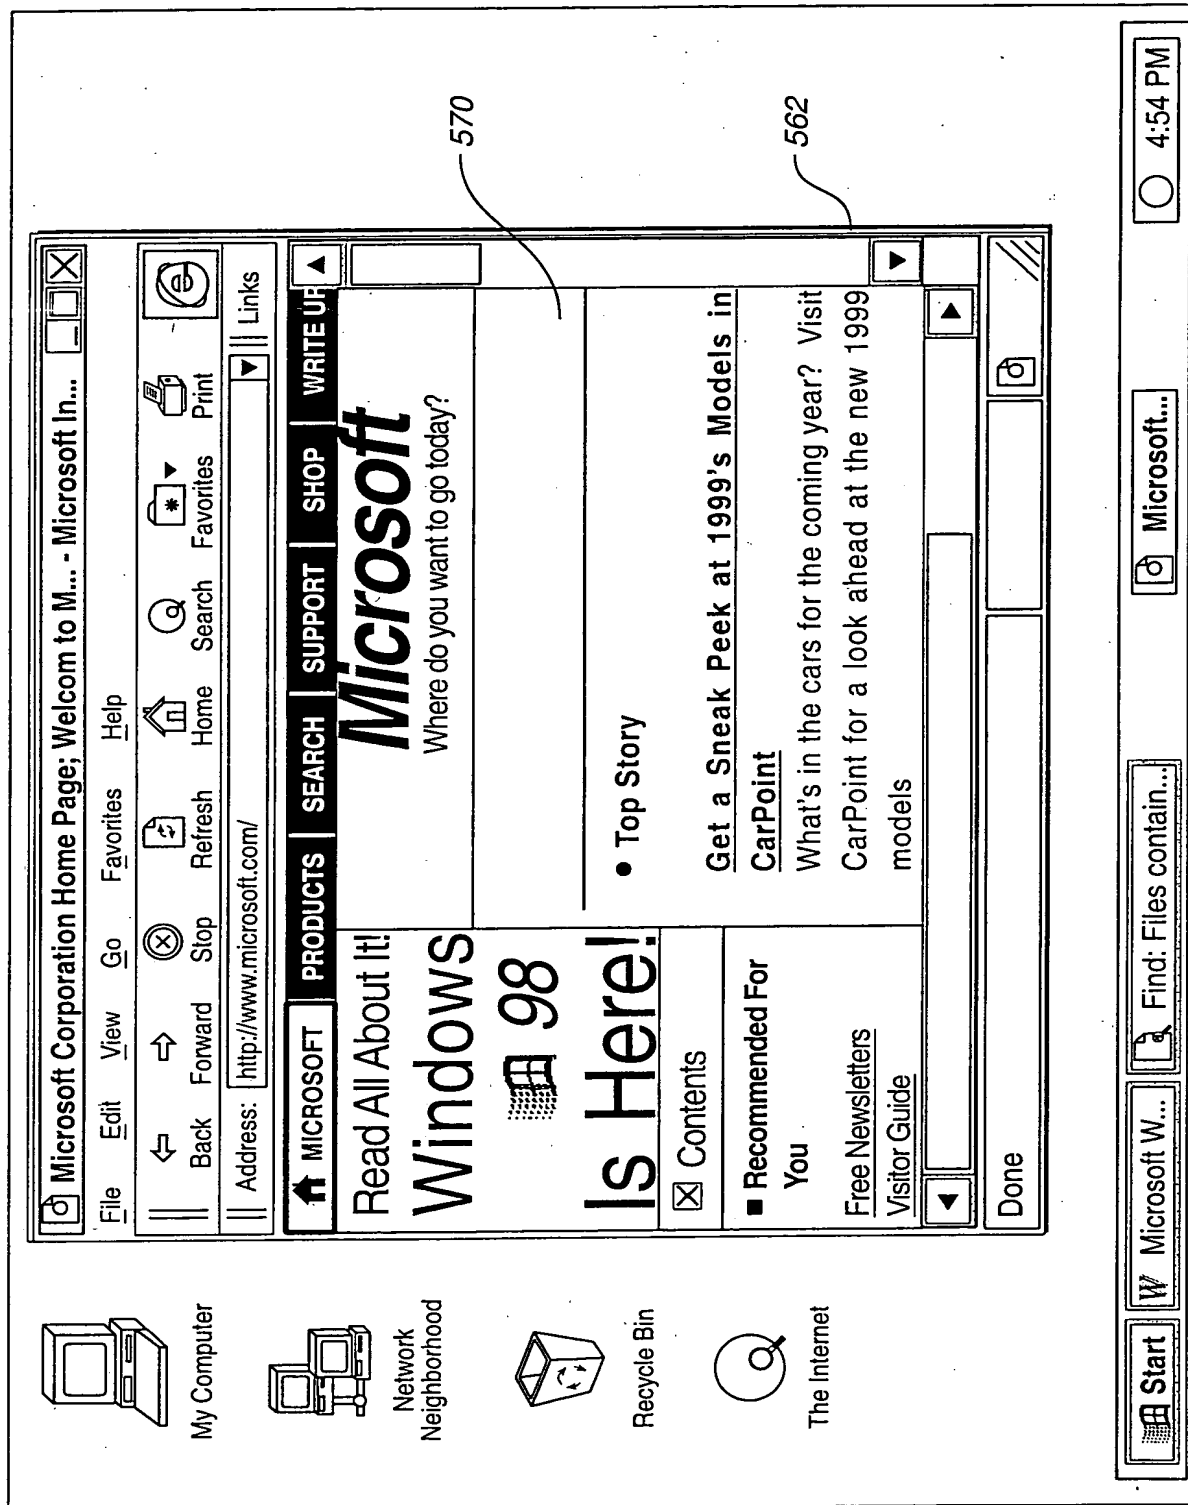 Microsoft Corporation Home Page; Welcom to M... - Microsoft In...
File Edit View Go Favorites Help
Back Forward Stop Refresh Home Search Favorites Print
Address: http://www.microsoft.com/ Links
MICROSOFT PRODUCTS SEARCH SUPPORT SHOP WRITE UP
Read All About It!
Windows
98
Is Here!
Contents
Recommended For
You
Free Newsletters
Visitor Guide
Microsoft
Where do you want to go today?
570
• Top Story
Get a Sneak Peek at 1999's Models in
CarPoint
What's in the cars for the coming year? Visit
CarPoint for a look ahead at the new 1999
models
562
Done
My Computer
Network
Neighborhood
Recycle Bin
The Internet
Start W Microsoft W... Find: Files contain... Microsoft... 4:54 PM